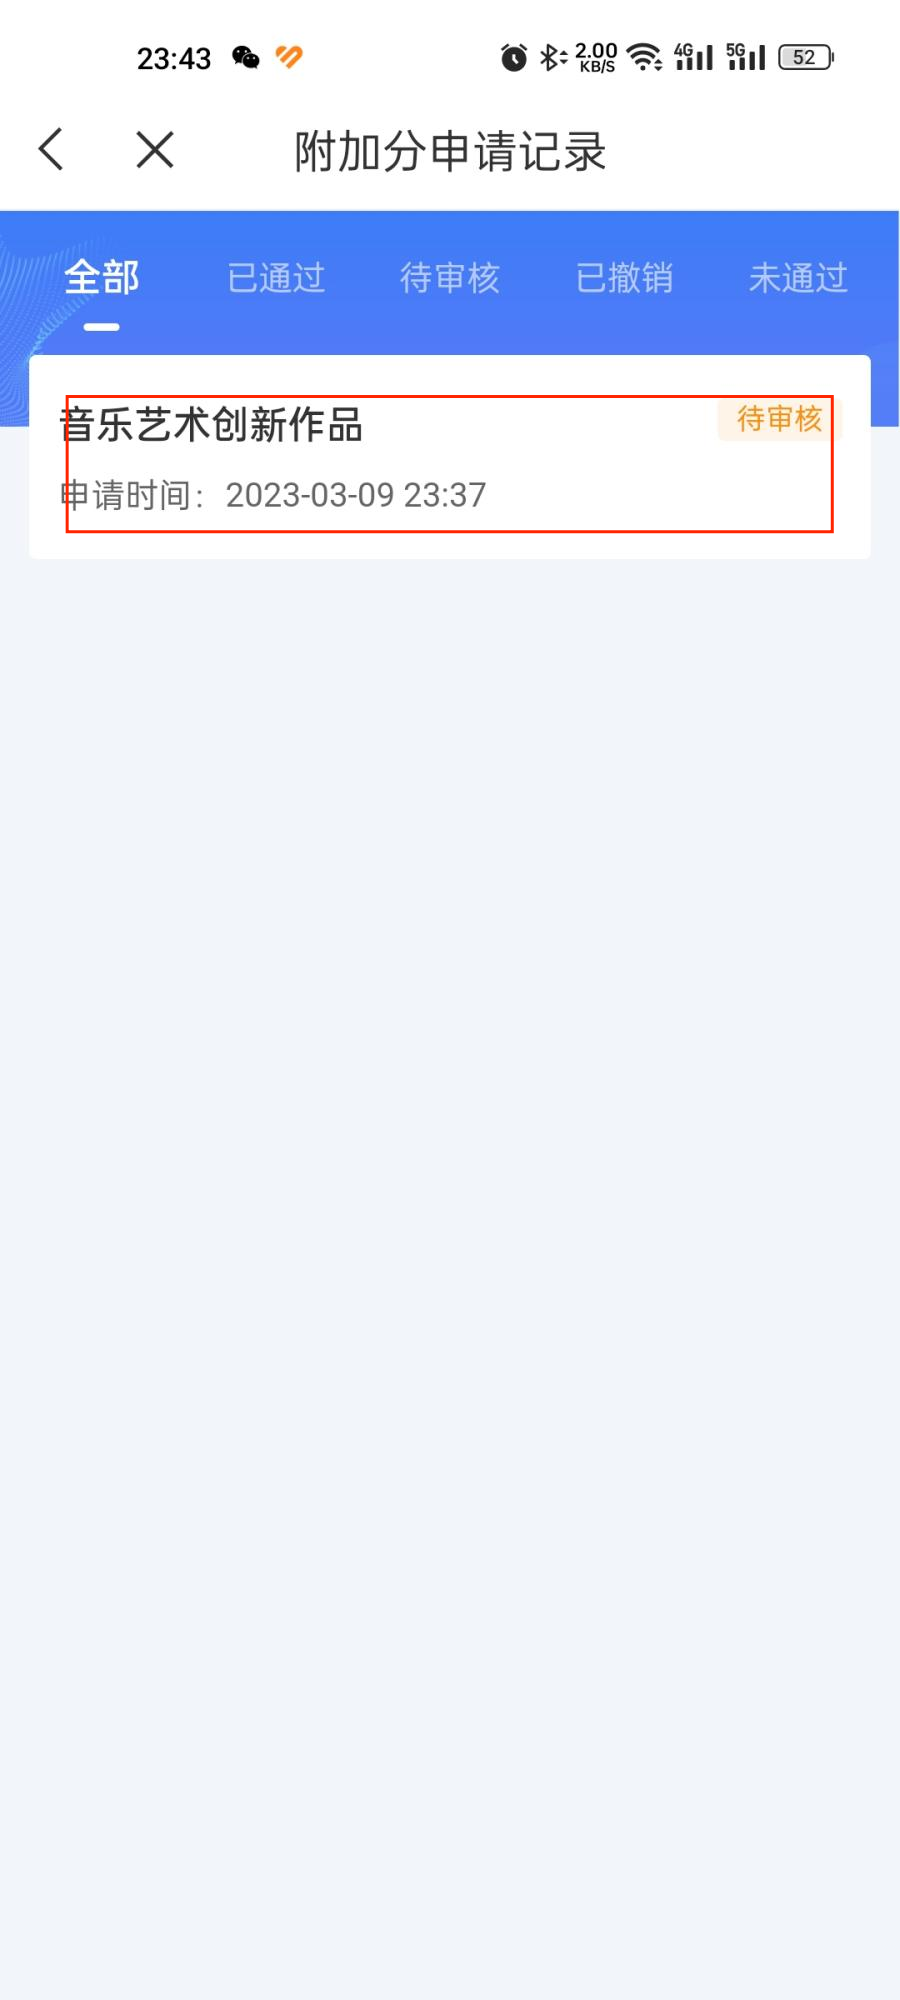 23:43 2.00 KB/S 4G 5G 52
附加分申请记录
全部 已通过 待审核 已撤销 未通过
音乐艺术创新作品 待审核
申请时间：2023-03-09 23:37